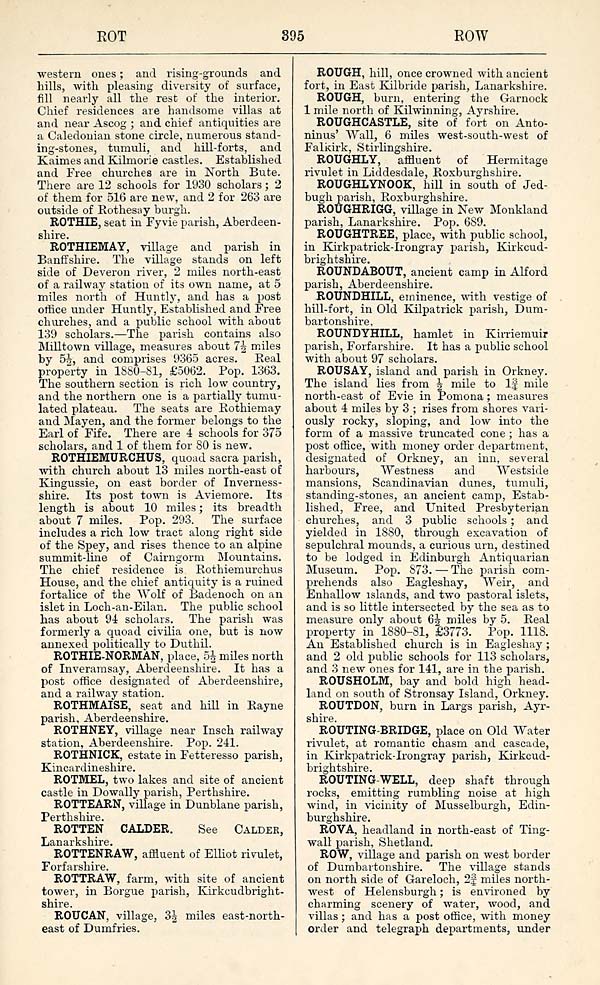 ROT 395 ROW
western ones; and rising-grounds and
hills, with pleasing diversity of surface,
fill nearly all the rest of the interior.
Chief residences are handsome villas at
and near Ascog; and chief antiquities are
a Caledonian stone circle, numerous stand-
ing-stones, tumuli, and hill-forts, and
Kaimes and Kilmorie castles. Established
and Free churches are in North Bute.
There are 12 schools for 1930 scholars; 2
of them for 516 are new, and 2 for 263 are
outside of Rothesay burgh.
ROTHIE, seat in Fyvie parish, Aberdeen-
shire.
ROTHIEMAY, village and parish in
Banffshire. The village stands on left
side of Deveron river, 2 miles north-east
of a railway station of its own name, at 5
miles north of Huntly, and has a post
office under Huntly, Established and Free
churches, and a public school with about
139 scholars.—The parish contains also
Milltown village, measures about 7½ miles
by 5½, and comprises 9365 acres. Real
property in 1880-81, £5062. Pop. 1363.
The southern section is rich low country,
and the northern one is a partially tumu-
lated plateau. The seats are Rothiemay
and Mayen, and the former belongs to the
Earl of Fife. There are 4 schools for 375
scholars, and 1 of them for 80 is new.
ROTHIEMURCHUS, quoad sacra parish,
with church about 13 miles north-east of
Kingussie, on east border of Inverness-
shire. Its post town is Aviemore. Its
length is about 10 miles; its breadth
about 7 miles. Pop. 293. The surface
includes a rich low tract along right side
of the Spey, and rises thence to an alpine
summit-line of Cairngorm Mountains.
The chief residence is Rothiemurchus
House, and the chief antiquity is a ruined
fortalice of the Wolf of Badenoch on an
islet in Loch-an-Eilan. The public school
has about 94 scholars. The parish was
formerly a quoad civilia one, but is now
annexed politically to Duthil.
ROTHIE-NORMAN, place, 5½ miles north
of Inveramsay, Aberdeenshire. It has a
post office designated of Aberdeenshire,
and a railway station.
ROTHMAISE, seat and hill in Rayne
parish, Aberdeenshire.
ROTHNEY, village near Insch railway
station, Aberdeenshire. Pop. 241.
ROTHNICK, estate in Fetteresso parish,
Kincardineshire.
ROTMEL, two lakes and site of ancient
castle in Dowally parish, Perthshire.
ROTTEARN, village in Dunblane parish,
Perthshire.
ROTTEN CALDER. See CALDER,
Lanarkshire.
ROTTENRAW, affluent of Elliot rivulet,
Forfarshire.
ROTTRAW, farm, with site of ancient
tower, in Borgue parish, Kirkcudbright-
shire.
ROUCAN, village, 3½ miles east-north-
east of Dumfries.
ROUGH, hill, once crowned with ancient
fort, in East Kilbride parish, Lanarkshire.
ROUGH, burn, entering the Garnock
1 mile north of Kilwinning, Ayrshire.
ROUGHCASTLE, site of fort on Anto-
ninus' Wall, 6 miles west-south-west of
Falkirk, Stirlingshire.
ROUGHLY, affluent of Hermitage
rivulet in Liddesdale, Roxburghshire.
ROUGHLYNOOK, hill in south of Jed-
bugh parish, Roxburghshire.
ROUGHRIGG, village in New Monkland
parish, Lanarkshire. Pop. 689.
ROUGHTREE, place, with public school,
in Kirkpatrick-Irongray parish, Kirkcud-
brightshire.
ROUNDABOUT, ancient camp in Alford
parish, Aberdeenshire.
ROUNDHILL, eminence, with vestige of
hill-fort, in Old Kilpatrick parish, Dum-
bartonshire.
ROUNDYHILL, hamlet in Kirriemuir
parish, Forfarshire. It has a public school
with about 97 scholars.
ROUSAY, island and parish in Orkney.
The island lies from ½ mile to 1¾ mile
north-east of Evie in Pomona; measures
about 4 miles by 3; rises from shores vari-
ously rocky, sloping, and low into the
form of a massive truncated cone; has a
post office, with money order department,
designated of Orkney, an inn, several
harbours, Westness and Westside
mansions, Scandinavian dunes, tumuli,
standing-stones, an ancient camp, Estab-
lished, Free, and United Presbyterian
churches, and 3 public schools; and
yielded in 1880, through excavation of
sepulchral mounds, a curious urn, destined
to be lodged in Edinburgh Antiquarian
Museum. Pop. 873.—The parish com-
prehends also Eagleshay, Weir, and
Enhallow islands, and two pastoral islets,
and is so little intersected by the sea as to
measure only about 6½ miles by 5. Real
property in 1880-81, £3773. Pop. 1118.
An Established church is in Eagleshay;
and 2 old public schools for 113 scholars,
and 3 new ones for 141, are in the parish.
ROUSHOLM, bay and bold high head-
land on south of Stronsay Island, Orkney.
ROUTDON, burn in Largs parish, Ayr-
shire.
ROUTING-BRIDGE, place on Old Water
rivulet, at romantic chasm and cascade,
in Kirkpatrick-Irongray parish, Kirkcud-
brightshire.
ROUTING-WELL, deep shaft through
rocks, emitting rumbling noise at high
wind, in vicinity of Musselburgh, Edin-
burghshire.
ROVA, headland in north-east of Ting-
wall parish, Shetland.
ROW, village and parish on west border
of Dumbartonshire. The village stands
on north side of Gareloch, 2¾ miles north-
west of Helensburgh; is environed by
charming scenery of water, wood, and
villas; and has a post office, with money
order and telegraph departments, under